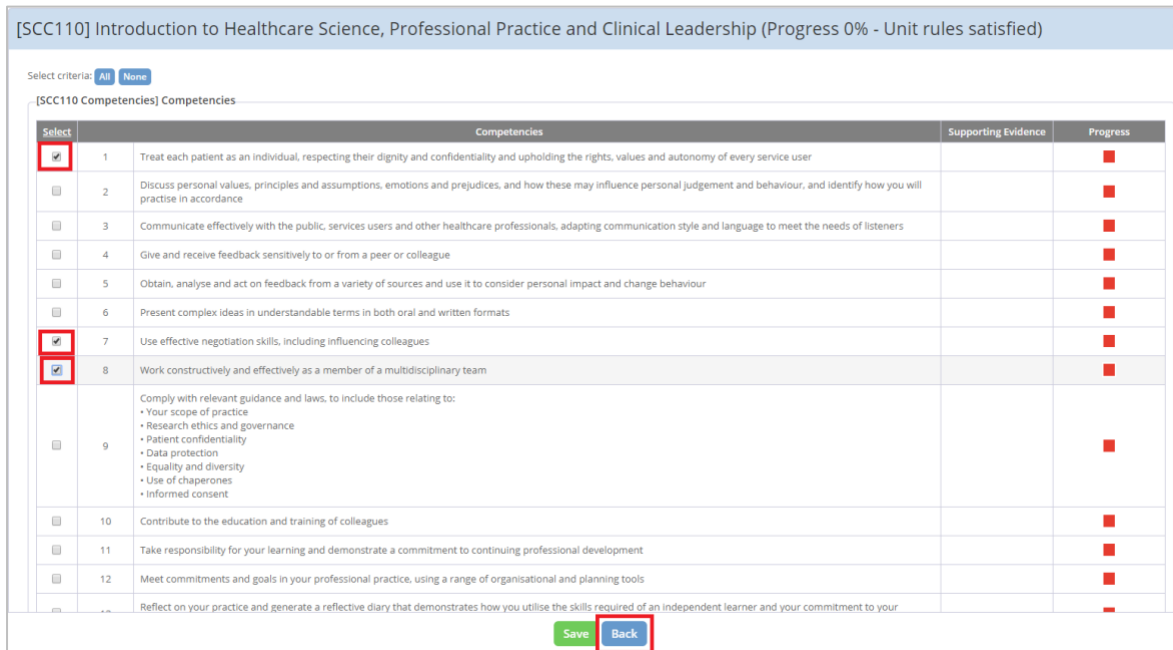 [SCC110] Introduction to Healthcare Science, Professional Practice and Clinical Leadership (Progress 0% - Unit rules satisfied)
Select criteria: All None
[SCC110 Competencies] Competencies
Select Competencies Supporting Evidence Progress
1 Treat each patient as an individual, respecting their dignity and confidentiality and upholding the rights, values and autonomy of every service user
2 Discuss personal values, principles and assumptions, emotions and prejudices, and how these may influence personal judgement and behaviour, and identify how you will
practise in accordance
3 Communicate effectively with the public, services users and other healthcare professionals, adapting communication style and language to meet the needs of listeners
4 Give and receive feedback sensitively to or from a peer or colleague
5 Obtain, analyse and act on feedback from a variety of sources and use it to consider personal impact and change behaviour
6 Present complex ideas in understandable terms in both oral and written formats
7 Use effective negotiation skills, including influencing colleagues
8 Work constructively and effectively as a member of a multidisciplinary team
9 Comply with relevant guidance and laws, to include those relating to:
• Your scope of practice
• Research ethics and governance
• Patient confidentiality
• Data protection
• Equality and diversity
• Use of chaperones
• Informed consent
10 Contribute to the education and training of colleagues
11 Take responsibility for your learning and demonstrate a commitment to continuing professional development
12 Meet commitments and goals in your professional practice, using a range of organisational and planning tools
Reflect on your practice and generate a reflective diary that demonstrates how you utilise the skills required of an independent learner and your commitment to your
Save Back